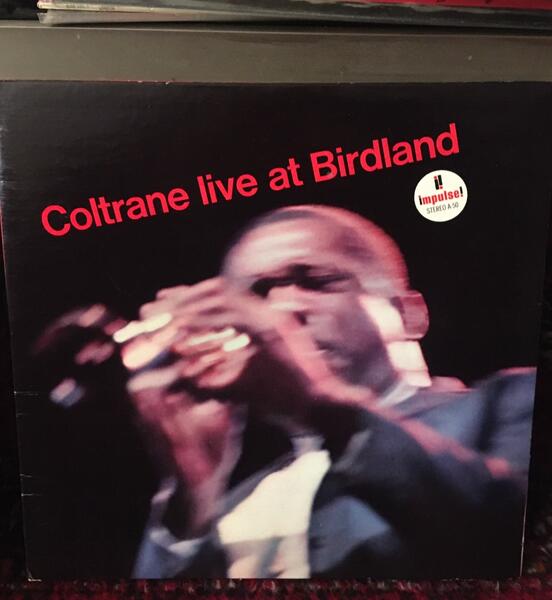 Coltrane live at Birdland
i!
impulse!
STEREO A-50